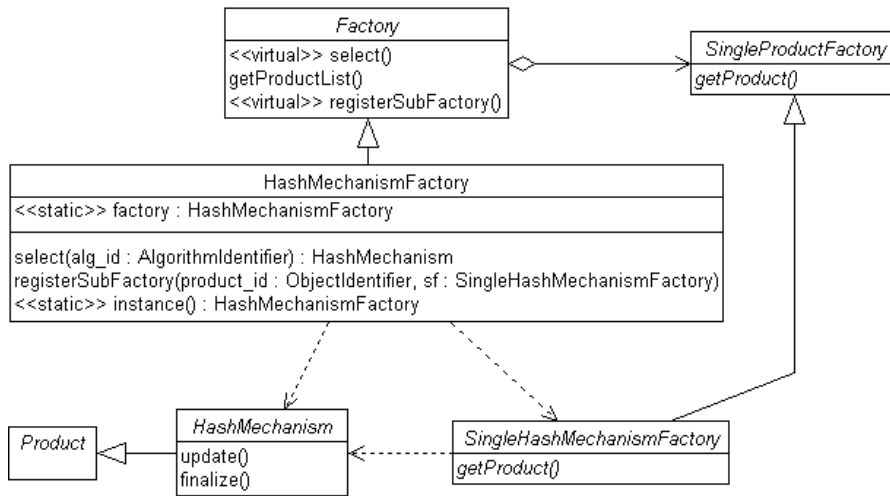 Factory
<<virtual>> select()
getProductList()
<<virtual>> registerSubFactory()
SingleProductFactory
getProduct()
HashMechanismFactory
<<static>> factory : HashMechanismFactory
select(alg_id : AlgorithmIdentifier) : HashMechanism
registerSubFactory(product_id : ObjectIdentifier, sf : SingleHashMechanismFactory)
<<static>> instance() : HashMechanismFactory
Product
HashMechanism
update()
finalize()
SingleHashMechanismFactory
getProduct()